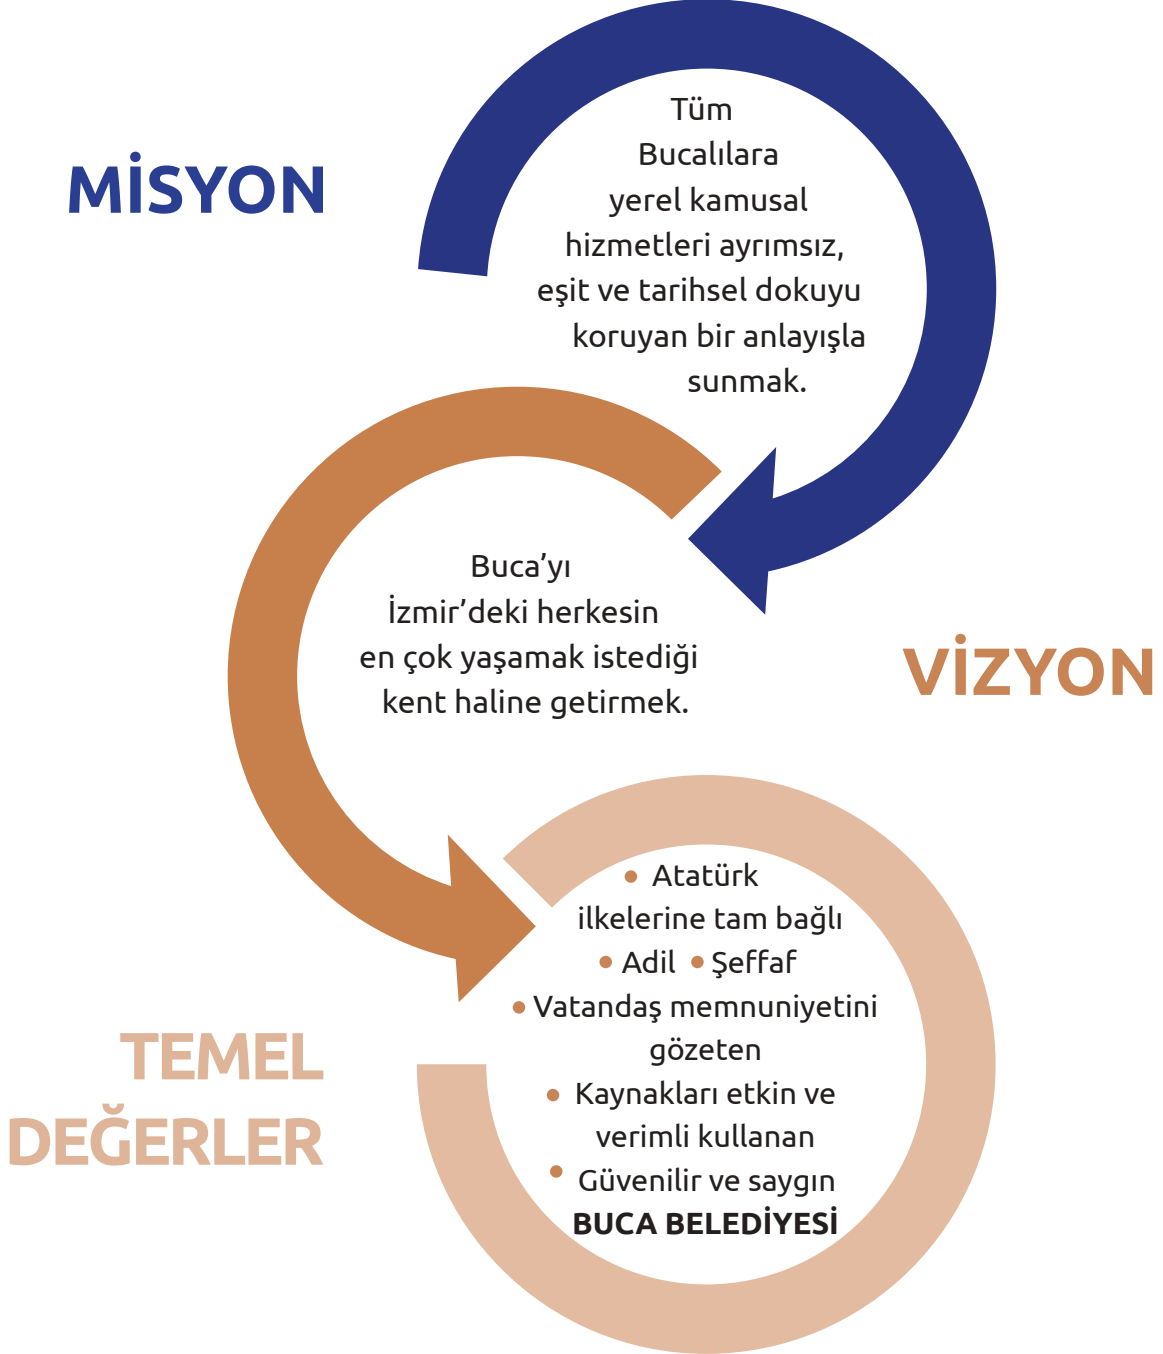 MİSYON
Tüm
Bucalılara
yerel kamusal
hizmetleri ayrımsız,
eşit ve tarihsel dokuyu
koruyan bir anlayışla
sunmak.
VİZYON
Buca’yı
İzmir’deki herkesin
en çok yaşamak istediği
kent haline getirmek.
TEMEL
DEĞERLER
• Atatürk
ilkelerine tam bağlı
• Adil • Şeffaf
• Vatandaş memnuniyetini
gözeten
• Kaynakları etkin ve
verimli kullanan
• Güvenilir ve saygın
BUCA BELEDİYESİ